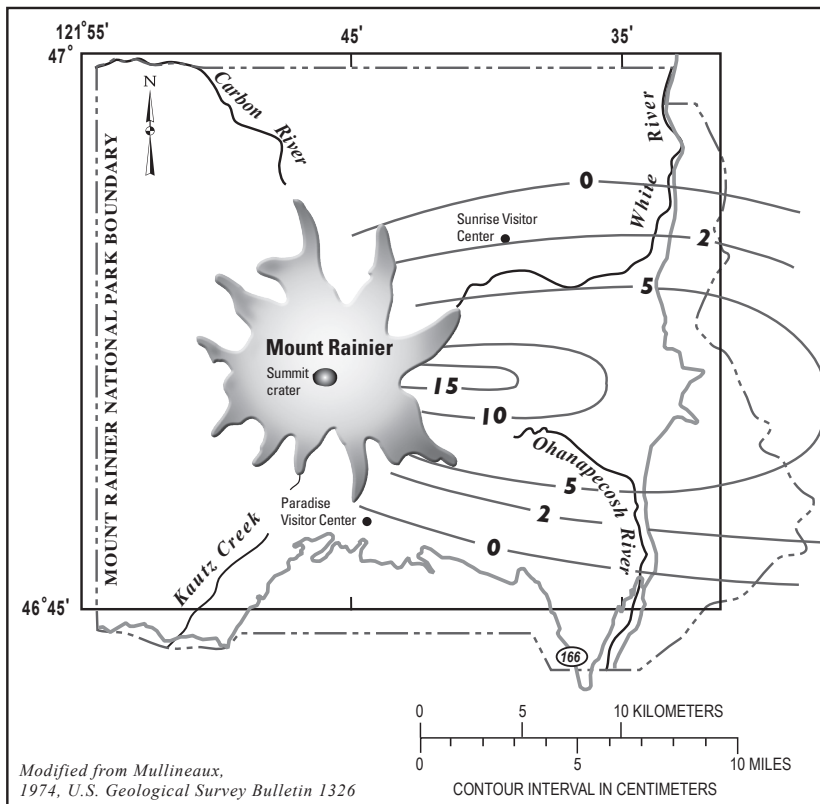 121˚55'
45'
35'
47˚
N
Carbon
River
MOUNT RAINIER NATIONAL PARK BOUNDARY
White
River
0
Sunrise Visitor
Center
2
5
Mount Rainier
Summit
crater
15
10
Ohanapecosh
River
5
2
0
Paradise
Visitor Center
Kautz Creek
46˚45'
166
0 5 10 KILOMETERS
0 5 10 MILES
CONTOUR INTERVAL IN CENTIMETERS
Modified from Mullineaux,
1974, U.S. Geological Survey Bulletin 1326